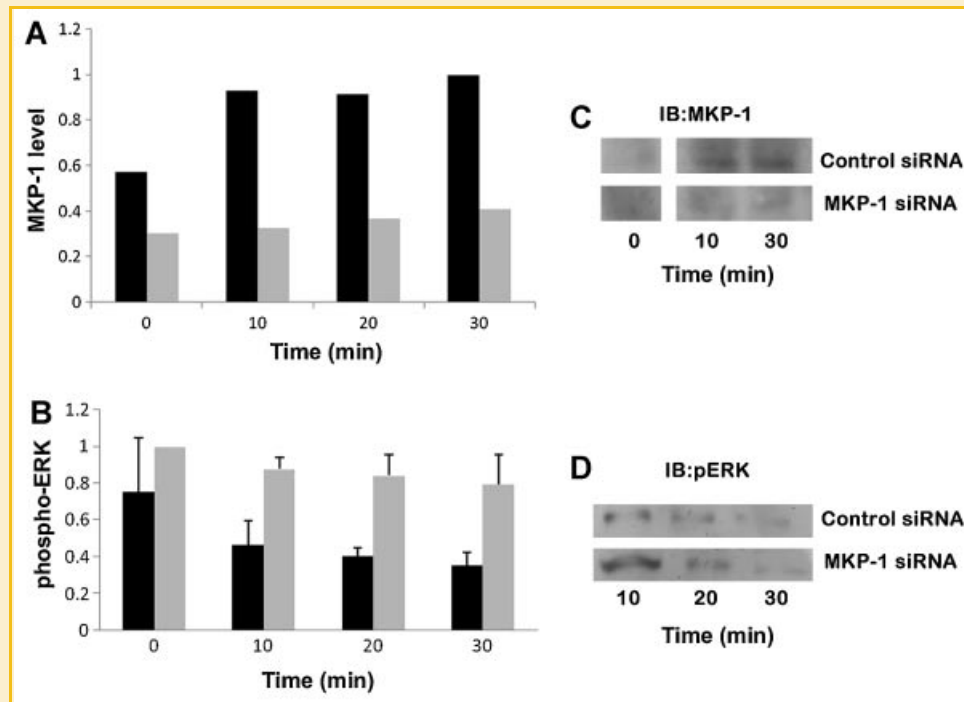 A
1.2
1
0.8
0.6
0.4
0.2
0
MKP-1 level
0 10 20 30
Time (min)
B
1.2
1
0.8
0.6
0.4
0.2
0
phospho-ERK
0 10 20 30
Time (min)
C
IB:MKP-1
Control siRNA
MKP-1 siRNA
0 10 30
Time (min)
D
IB:pERK
Control siRNA
MKP-1 siRNA
10 20 30
Time (min)